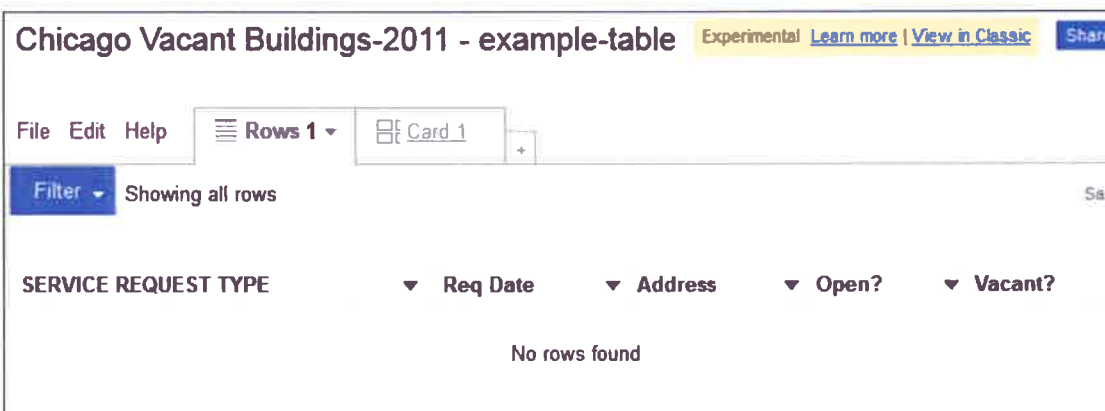 Chicago Vacant Buildings-2011 - example-table Experimental Learn more | View in Classic
File Edit Help Rows 1 Card 1 +
Filter Showing all rows
SERVICE REQUEST TYPE Req Date Address Open? Vacant?
No rows found